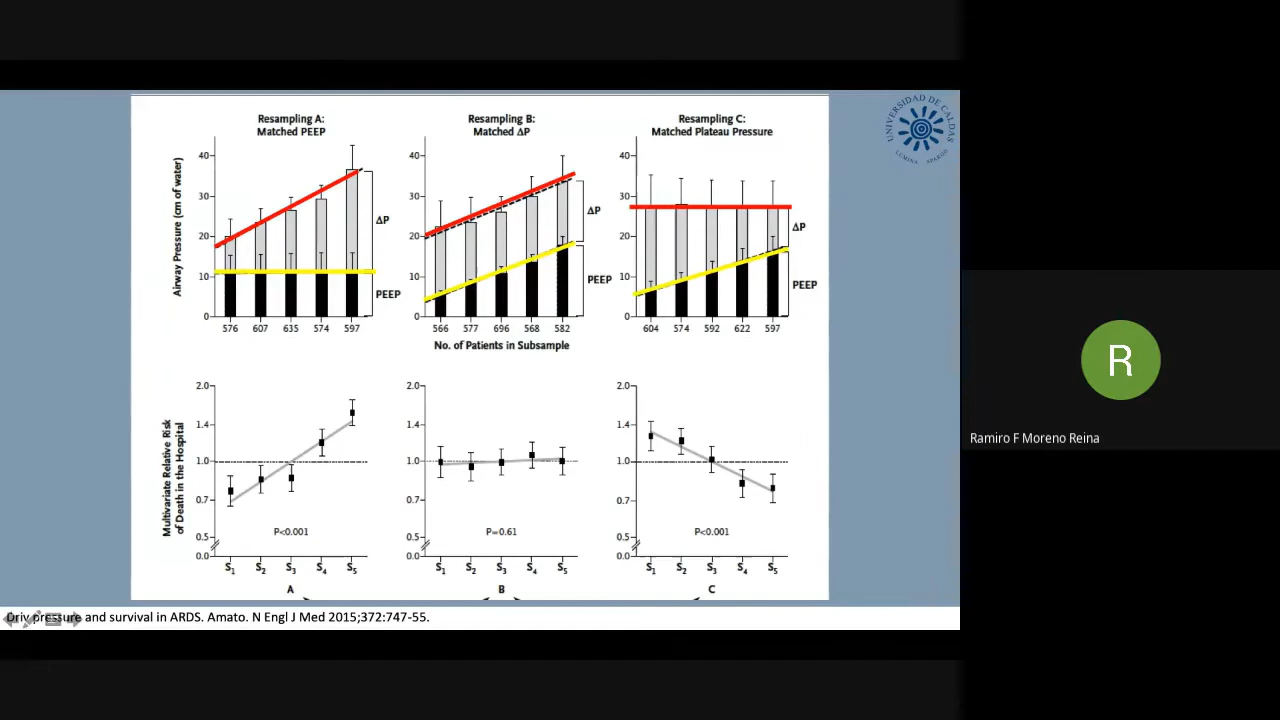 Resampling A:
Matched PEEP
Resampling B:
Matched ΔP
Resampling C:
Matched Plateau Pressure
UNIVERSIDAD DE CALDAS
LUMINA SPARGO
Airway Pressure (cm of water)
40
30
20
10
0
ΔP
PEEP
576 607 635 574 597
40
30
20
10
0
ΔP
PEEP
566 577 696 568 582
40
30
20
10
0
ΔP
PEEP
604 574 592 622 597
No. of Patients in Subsample
Multivariate Relative Risk
of Death in the Hospital
2.0
1.4
1.0
0.7
0.5
0.0
P<0.001
S1 S2 S3 S4 S5
A
2.0
1.4
1.0
0.7
0.5
0.0
P=0.61
S1 S2 S3 S4 S5
B
2.0
1.4
1.0
0.7
0.5
0.0
P<0.001
S1 S2 S3 S4 S5
C
Driv pressure and survival in ARDS. Amato. N Engl J Med 2015;372:747-55.
R
Ramiro F Moreno Reina